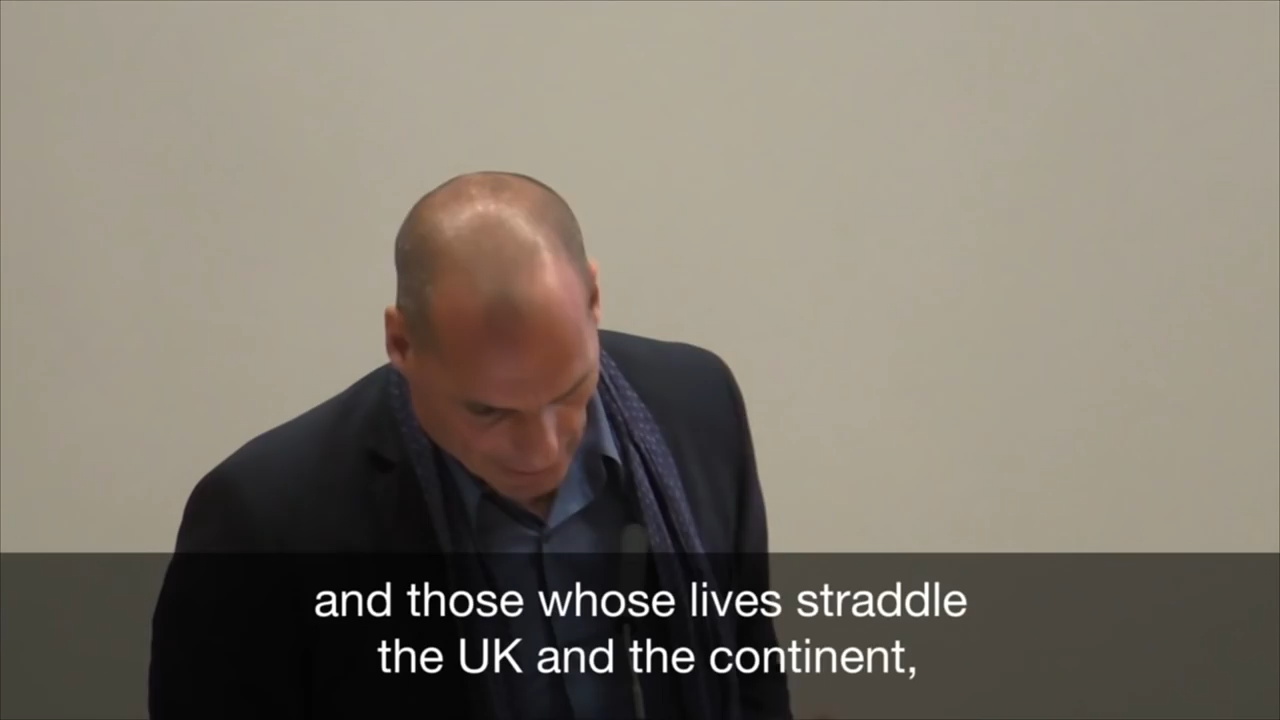 and those whose lives straddle
the UK and the continent,